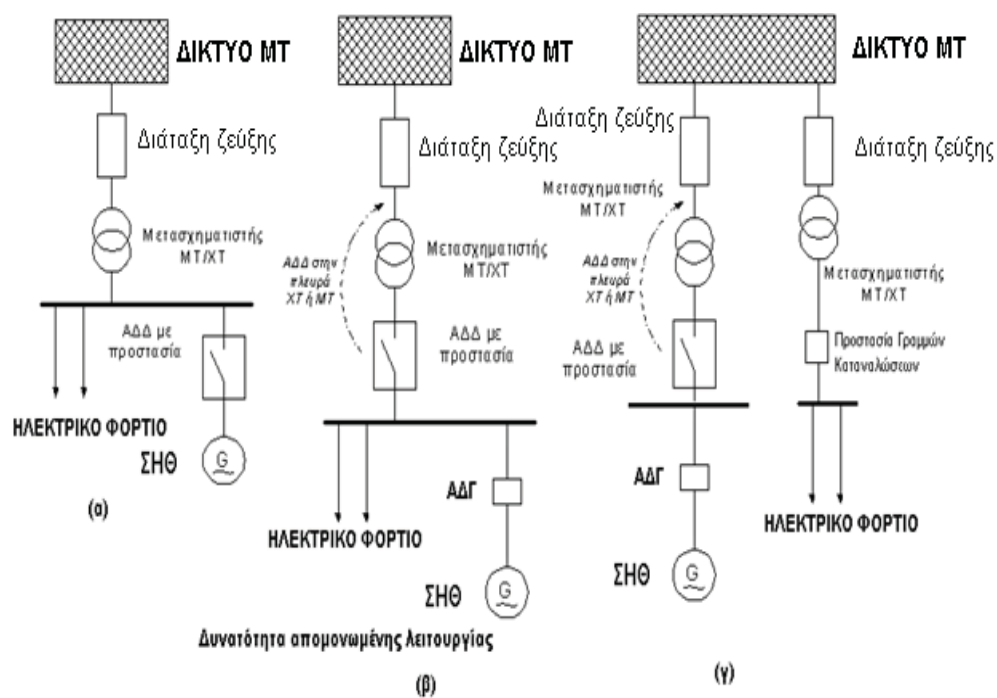 ΔΙΚΤΥΟ ΜΤ
Διάταξη ζεύξης
Μετασχηματιστής
ΜΤ/ΧΤ
ΑΔΔ με
προστασία
ΗΛΕΚΤΡΙΚΟ ΦΟΡΤΙΟ
ΣΗΘ
G
(α)
ΔΙΚΤΥΟ ΜΤ
Διάταξη ζεύξης
ΑΔΔ στην
πλευρά
ΧΤ ή ΜΤ
Μετασχηματιστής
ΜΤ/ΧΤ
ΑΔΔ με
προστασία
ΑΔΓ
ΗΛΕΚΤΡΙΚΟ ΦΟΡΤΙΟ
ΣΗΘ
G
Δυνατότητα απομονωμένης λειτουργίας
(β)
ΔΙΚΤΥΟ ΜΤ
Διάταξη ζεύξης
Μετασχηματιστής
ΜΤ/ΧΤ
ΑΔΔ στην
πλευρά
ΧΤ ή ΜΤ
ΑΔΔ με
προστασία
ΑΔΓ
ΣΗΘ
G
Διάταξη ζεύξης
Μετασχηματιστής
ΜΤ/ΧΤ
Προστασία Γραμμών
Καταναλώσεων
ΗΛΕΚΤΡΙΚΟ ΦΟΡΤΙΟ
(γ)